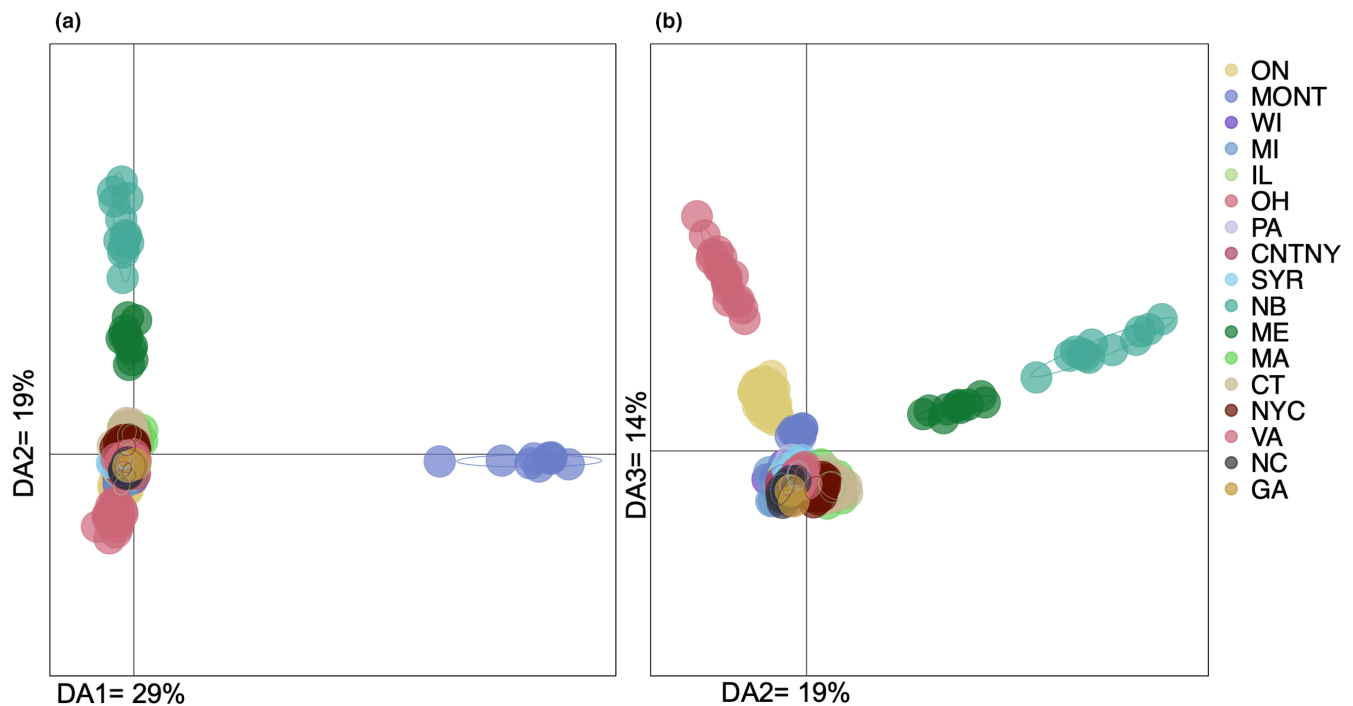 (a)
(b)
DA2= 19%
DA1= 29%
DA3= 14%
DA2= 19%
ON
MONT
WI
MI
IL
OH
PA
CNTNY
SYR
NB
ME
MA
CT
NYC
VA
NC
GA